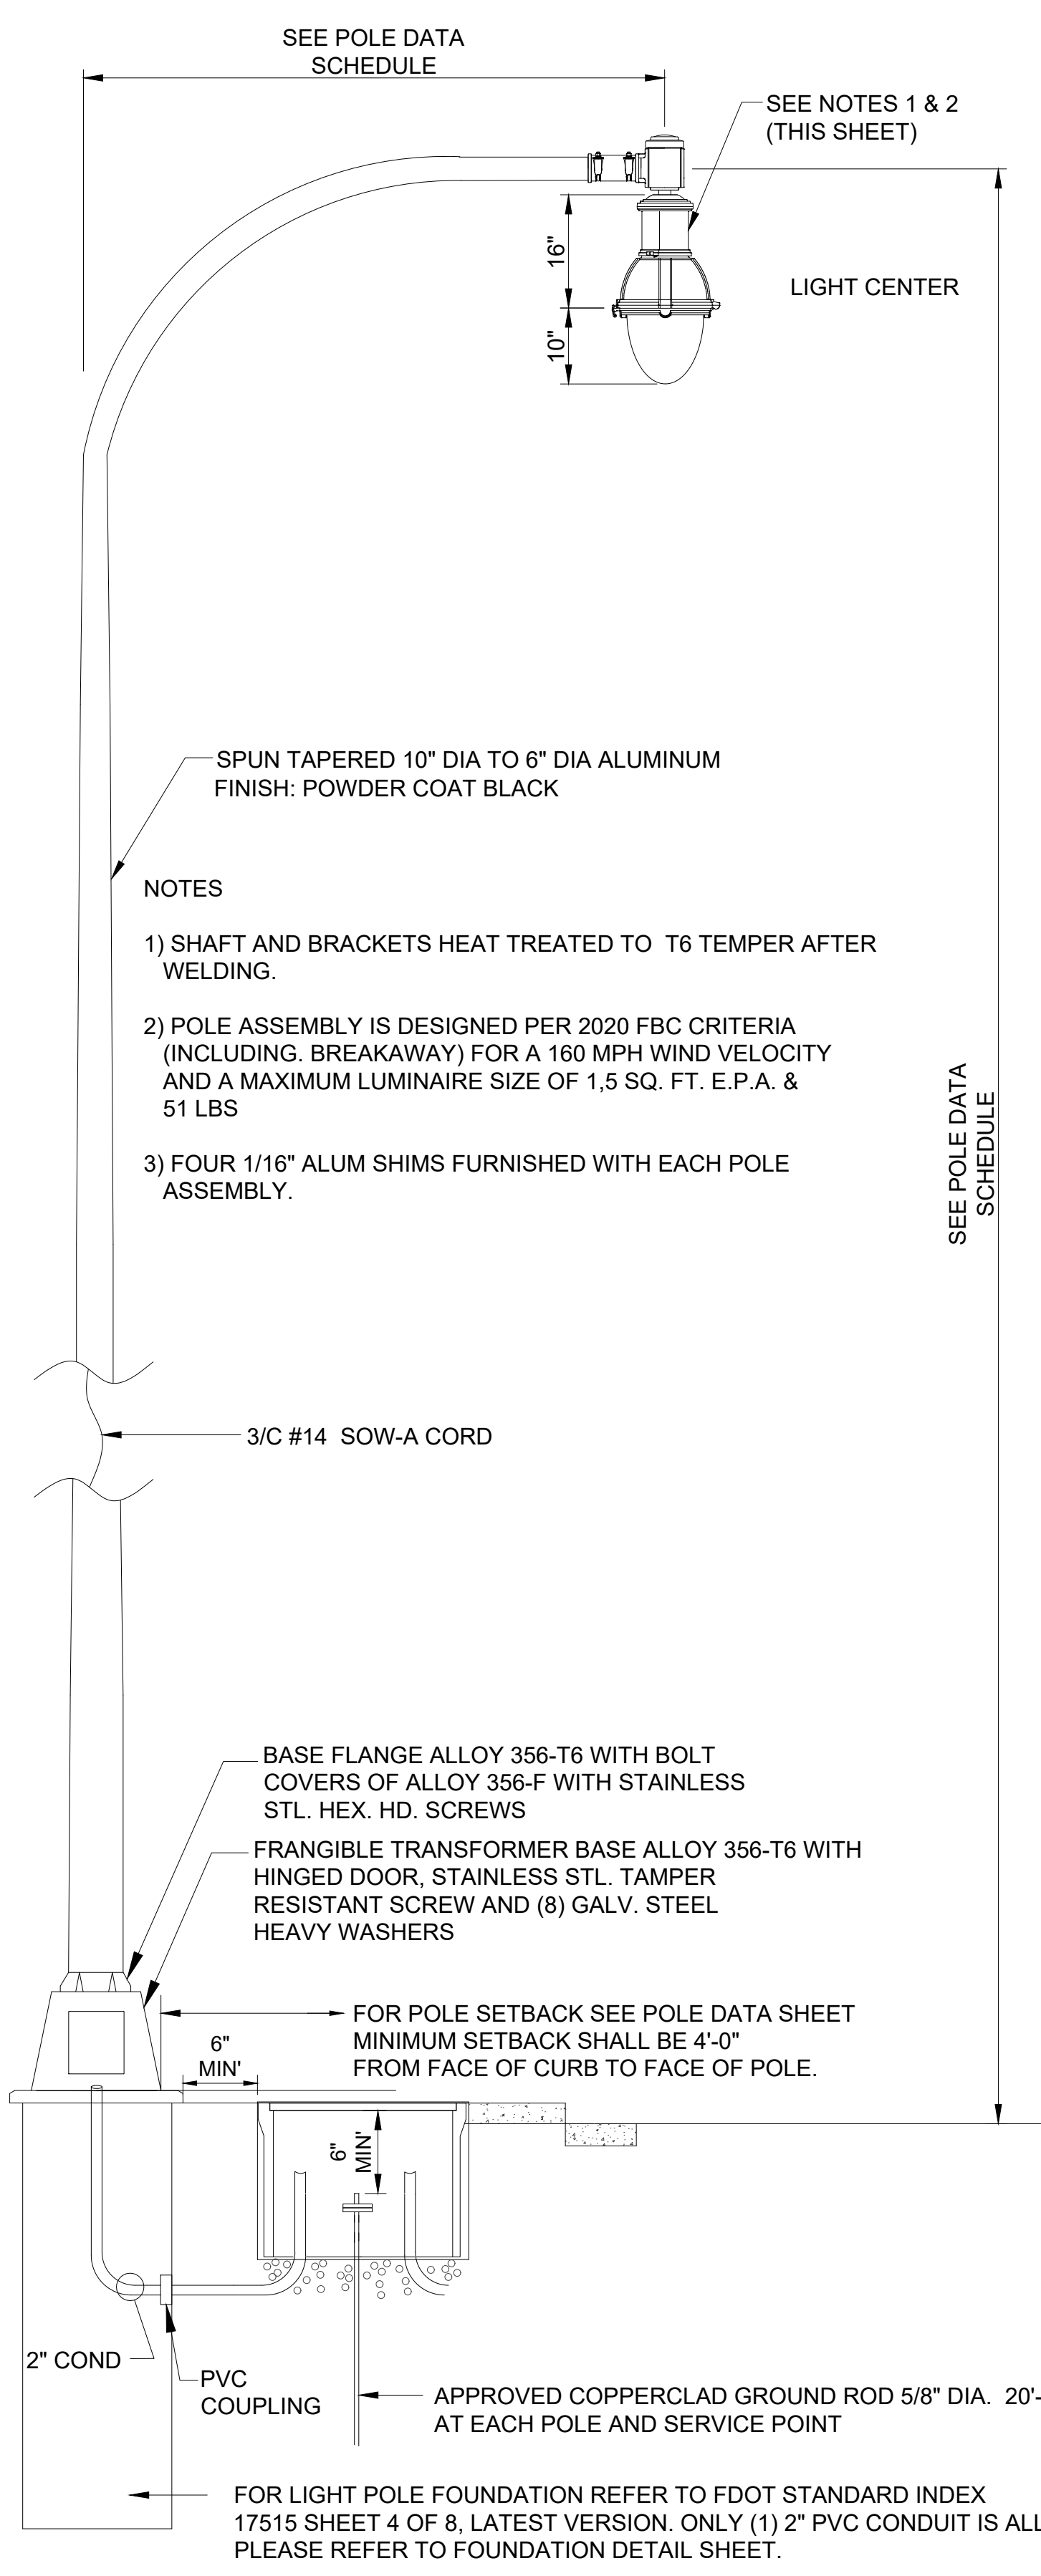 SEE POLE DATA
SCHEDULE
SEE NOTES 1 & 2
(THIS SHEET)
16"
LIGHT CENTER
10"
SPUN TAPERED 10" DIA TO 6" DIA ALUMINUM
FINISH: POWDER COAT BLACK
NOTES
1) SHAFT AND BRACKETS HEAT TREATED TO T6 TEMPER AFTER
WELDING.
2) POLE ASSEMBLY IS DESIGNED PER 2020 FBC CRITERIA
(INCLUDING. BREAKAWAY) FOR A 160 MPH WIND VELOCITY
AND A MAXIMUM LUMINAIRE SIZE OF 1,5 SQ. FT. E.P.A. &
51 LBS
3) FOUR 1/16" ALUM SHIMS FURNISHED WITH EACH POLE
ASSEMBLY.
SEE POLE DATA
SCHEDULE
3/C #14 SOW-A CORD
BASE FLANGE ALLOY 356-T6 WITH BOLT
COVERS OF ALLOY 356-F WITH STAINLESS
STL. HEX. HD. SCREWS
FRANGIBLE TRANSFORMER BASE ALLOY 356-T6 WITH
HINGED DOOR, STAINLESS STL. TAMPER
RESISTANT SCREW AND (8) GALV. STEEL
HEAVY WASHERS
FOR POLE SETBACK SEE POLE DATA SHEET
MINIMUM SETBACK SHALL BE 4'-0"
FROM FACE OF CURB TO FACE OF POLE.
6"
MIN'
6"
MIN'
2" COND
PVC
COUPLING
APPROVED COPPERCLAD GROUND ROD 5/8" DIA. 20'-
AT EACH POLE AND SERVICE POINT
FOR LIGHT POLE FOUNDATION REFER TO FDOT STANDARD INDEX
17515 SHEET 4 OF 8, LATEST VERSION. ONLY (1) 2" PVC CONDUIT IS
PLEASE REFER TO FOUNDATION DETAIL SHEET.